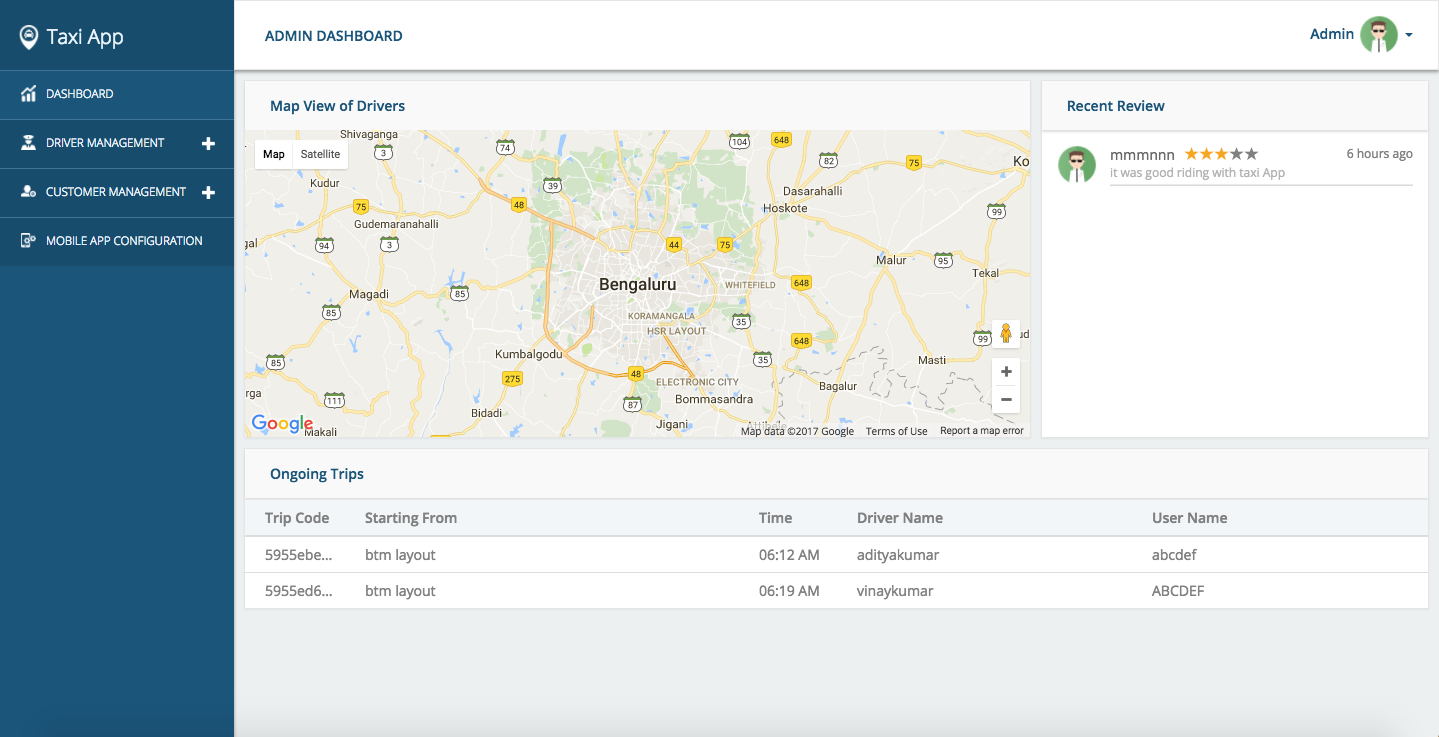 Taxi App
ADMIN DASHBOARD
Admin
DASHBOARD
DRIVER MANAGEMENT
CUSTOMER MANAGEMENT
MOBILE APP CONFIGURATION
Map View of Drivers
Map Satellite
Shivaganga
3
74
104
648
82
75
Ko
Kudur
39
Dasarahalli
75
48
Hoskote
99
Gudemaranahalli
94
3
44
75
gal
Malur
95
Tekal
Bengaluru
WHITEFIELD
648
Magadi
85
85
KORAMANGALA
35
HSR LAYOUT
99
ud
648
Kumbalgodu
35
Masti
85
275
48
ELECTRONIC CITY
Bagalur
rga
111
87
Bommasandra
Bidadi
Jigani
Attibele
Google
Makali
Map data ©2017 Google Terms of Use Report a map error
Recent Review
mmmnnn
6 hours ago
it was good riding with taxi App
Ongoing Trips
Trip Code Starting From Time Driver Name User Name
5955ebe... btm layout 06:12 AM adityakumar abcdef
5955ed6... btm layout 06:19 AM vinaykumar ABCDEF